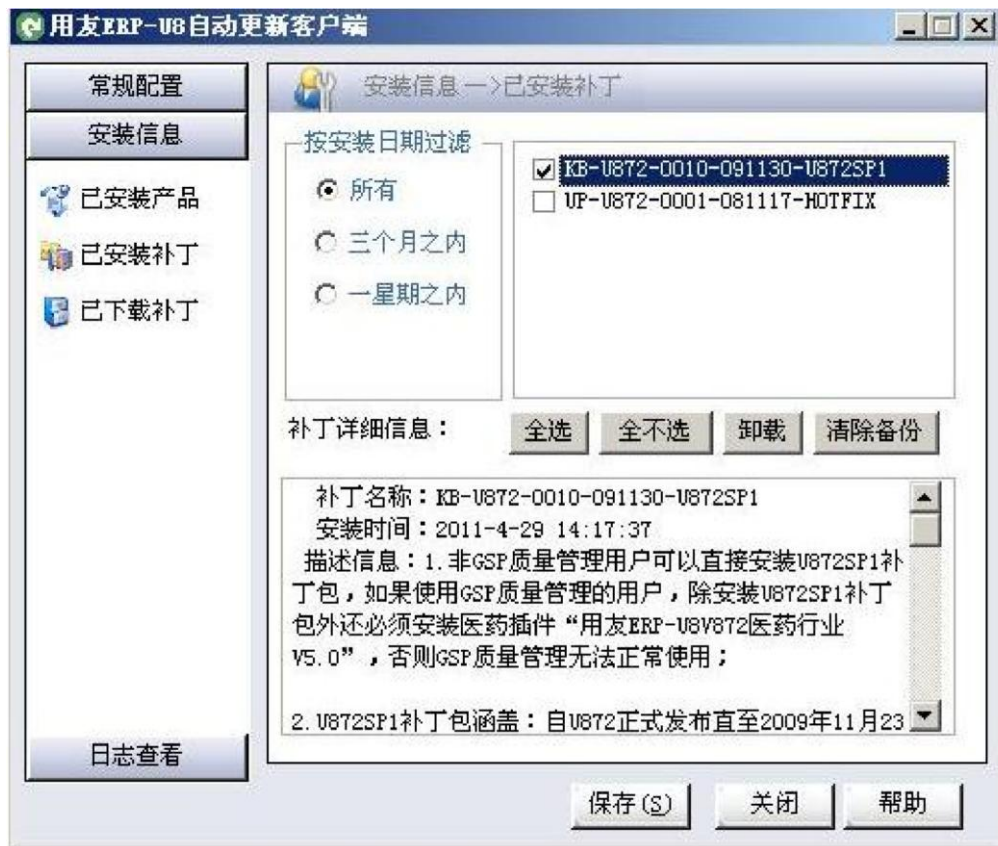 用友ERP-U8自动更新客户端
常规配置
安装信息
已安装产品
已安装补丁
已下载补丁
日志查看
安装信息—>已安装补丁
按安装日期过滤
所有
三个月之内
一星期之内
KB-U872-0010-091130-U872SP1
UP-U872-0001-081117-HOTFIX
补丁详细信息：
全选 全不选 卸载 清除备份
补丁名称：KB-U872-0010-091130-U872SP1
安装时间：2011-4-29 14:17:37
描述信息：1.非GSP质量管理用户可以直接安装U872SP1补
丁包，如果使用GSP质量管理的用户，除安装U872SP1补丁
包外还必须安装医药插件“用友ERP-U8V872医药行业
V5.0”，否则GSP质量管理无法正常使用；
2.U872SP1补丁包涵盖：自U872正式发布直至2009年11月23
保存(S) 关闭 帮助